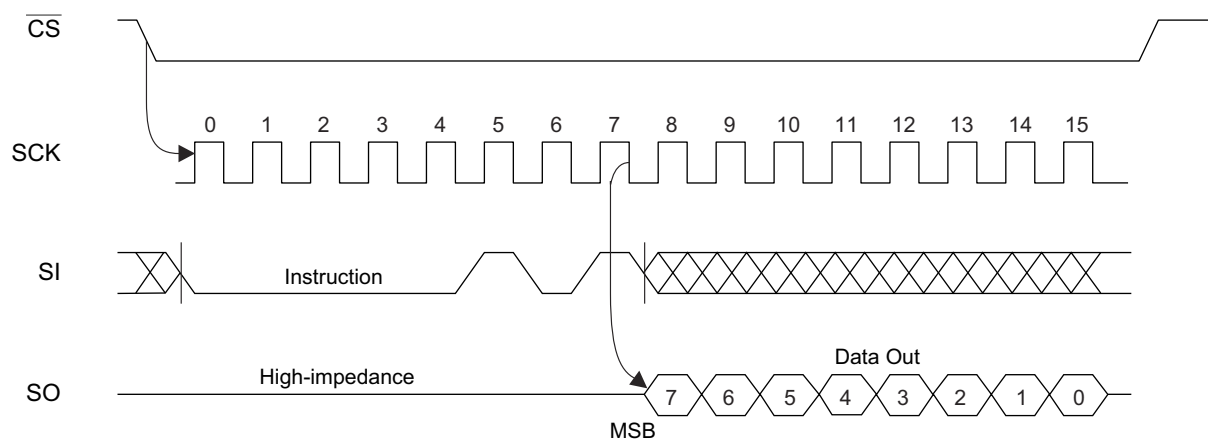 CS
0 1 2 3 4 5 6 7 8 9 10 11 12 13 14 15
SCK
SI
Instruction
Data Out
High-impedance
SO
7 6 5 4 3 2 1 0
MSB